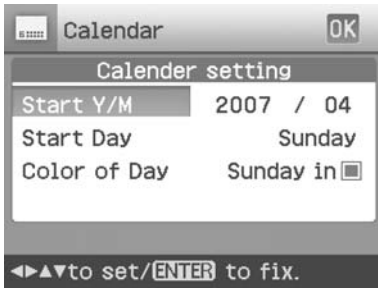 Calendar OK
Calender setting
Start Y/M 2007 / 04
Start Day Sunday
Color of Day Sunday in
◀▶▲▼to set/ENTER to fix.